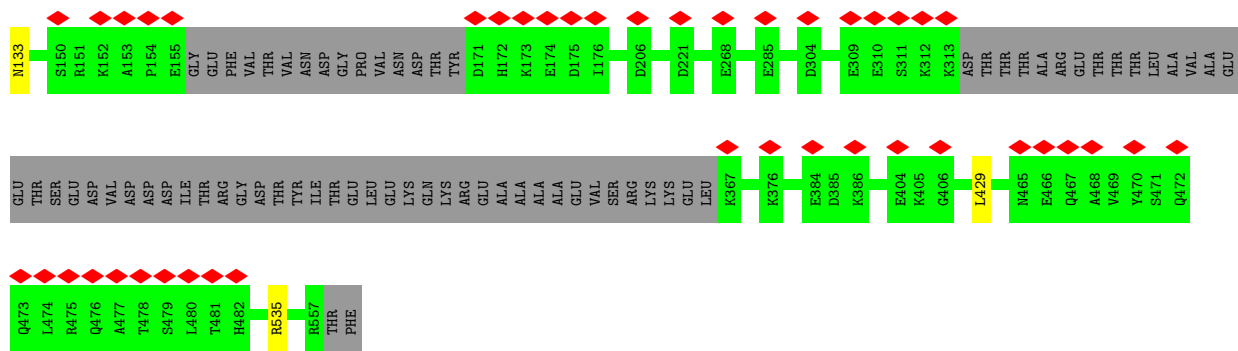 N133 S150 R151 K152 A153 P154 E155 GLY GLU PHE VAL THR VAL ASN ASP GLY PRO VAL ASN ASP THR TYR D171 H172 K173 E174 D175 I176 D206 D221 E268 E285 D304 E309 E310 S311 K312 K313 ASP THR THR THR ALA ARG GLU THR THR THR LEU ALA VAL ALA GLU
GLU THR SER GLU ASP VAL ASP ASP ASP ILE THR ARG GLY ASP THR TYR ILE THR GLU LEU GLU LYS GLN LYS ARG GLU ALA ALA ALA ALA GLU VAL SER ARG LYS LYS GLU LEU K367 K376 E384 D385 K386 E404 K405 G406 L429 N465 E466 Q467 A468 V469 Y470 S471 Q472
Q473 L474 R475 Q476 A477 T478 S479 L480 T481 H482 R535 R557 THR PHE